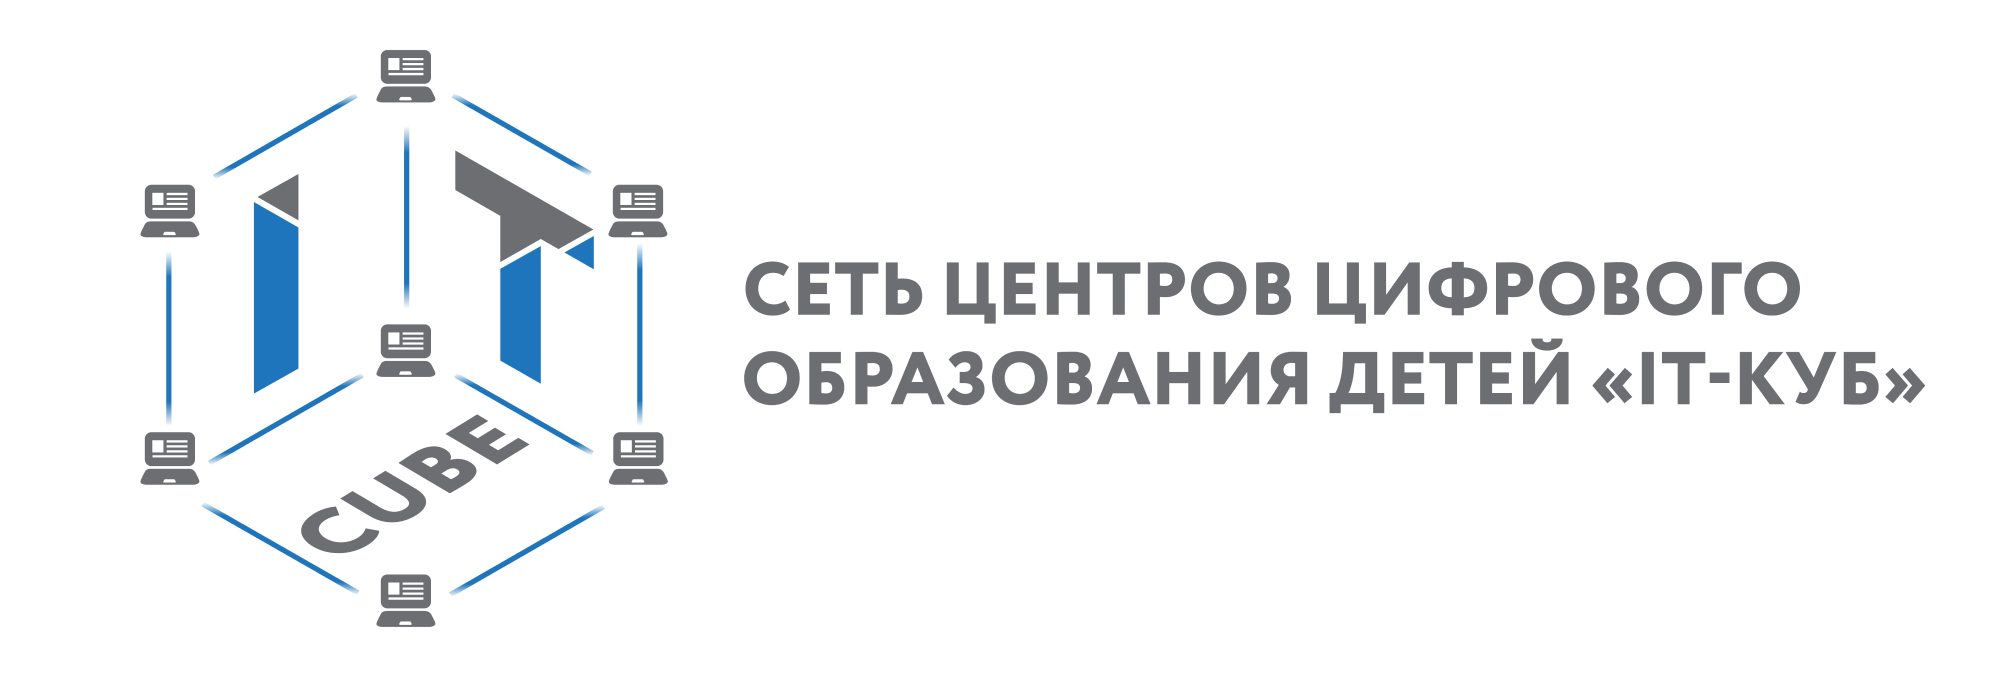 IT
CUBE
СЕТЬ ЦЕНТРОВ ЦИФРОВОГО
ОБРАЗОВАНИЯ ДЕТЕЙ «IT-КУБ»